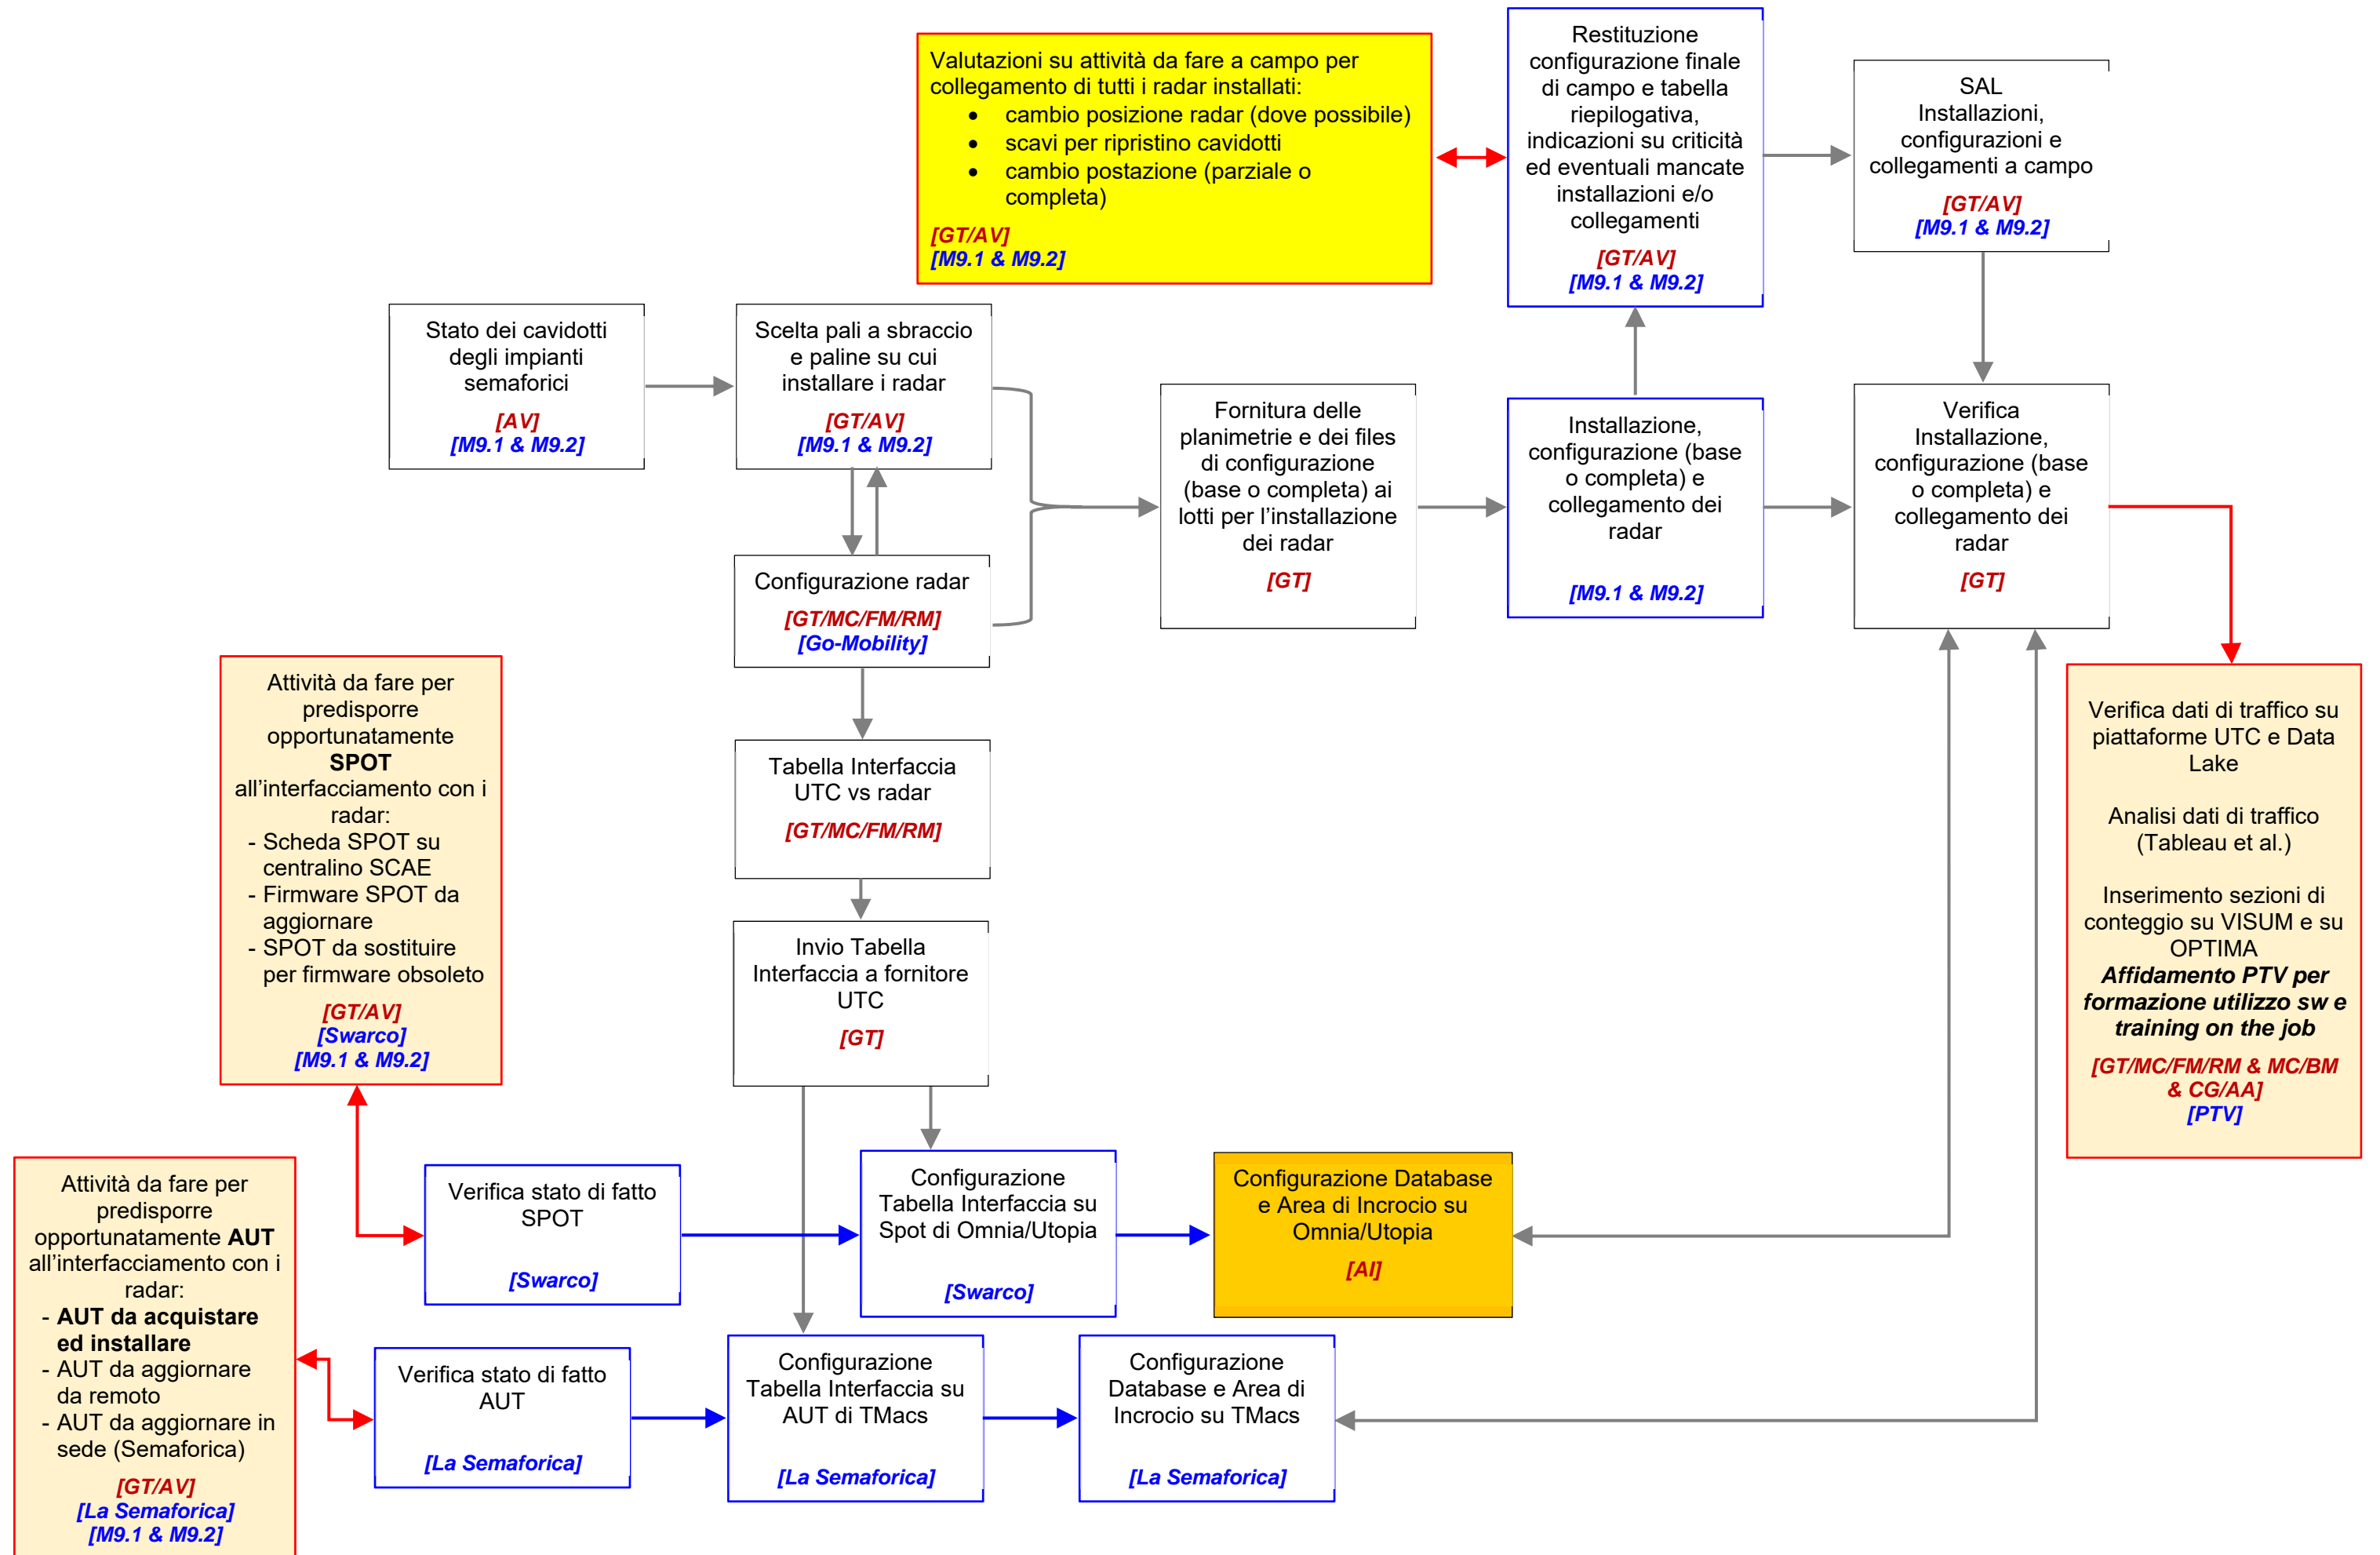 Valutazioni su attività da fare a campo per
collegamento di tutti i radar installati:
• cambio posizione radar (dove possibile)
• scavi per ripristino cavidotti
• cambio postazione (parziale o
completa)
[GT/AV]
[M9.1 & M9.2]
Restituzione
configurazione finale
di campo e tabella
riepilogativa,
indicazioni su criticità
ed eventuali mancate
installazioni e/o
collegamenti
[GT/AV]
[M9.1 & M9.2]
SAL
Installazioni,
configurazioni e
collegamenti a campo
[GT/AV]
[M9.1 & M9.2]
Stato dei cavidotti
degli impianti
semaforici
[AV]
[M9.1 & M9.2]
Scelta pali a sbraccio
e paline su cui
installare i radar
[GT/AV]
[M9.1 & M9.2]
Fornitura delle
planimetrie e dei files
di configurazione
(base o completa) ai
lotti per l’installazione
dei radar
[GT]
Installazione,
configurazione (base
o completa) e
collegamento dei
radar
[M9.1 & M9.2]
Verifica
Installazione,
configurazione (base
o completa) e
collegamento dei
radar
[GT]
Configurazione radar
[GT/MC/FM/RM]
[Go-Mobility]
Attività da fare per
predisporre
opportunatamente
SPOT
all’interfacciamento con i
radar:
- Scheda SPOT su
centralino SCAE
- Firmware SPOT da
aggiornare
- SPOT da sostituire
per firmware obsoleto
[GT/AV]
[Swarco]
[M9.1 & M9.2]
Tabella Interfaccia
UTC vs radar
[GT/MC/FM/RM]
Verifica dati di traffico su
piattaforme UTC e Data
Lake
Analisi dati di traffico
(Tableau et al.)
Inserimento sezioni di
conteggio su VISUM e su
OPTIMA
Affidamento PTV per
formazione utilizzo sw e
training on the job
[GT/MC/FM/RM & MC/BM
& CG/AA]
[PTV]
Invio Tabella
Interfaccia a fornitore
UTC
[GT]
Attività da fare per
predisporre
opportunatamente AUT
all’interfacciamento con i
radar:
- AUT da acquistare
ed installare
- AUT da aggiornare
da remoto
- AUT da aggiornare in
sede (Semaforica)
[GT/AV]
[La Semaforica]
[M9.1 & M9.2]
Verifica stato di fatto
SPOT
[Swarco]
Configurazione
Tabella Interfaccia su
Spot di Omnia/Utopia
[Swarco]
Configurazione Database
e Area di Incrocio su
Omnia/Utopia
[AI]
Verifica stato di fatto
AUT
[La Semaforica]
Configurazione
Tabella Interfaccia su
AUT di TMacs
[La Semaforica]
Configurazione
Database e Area di
Incrocio su TMacs
[La Semaforica]